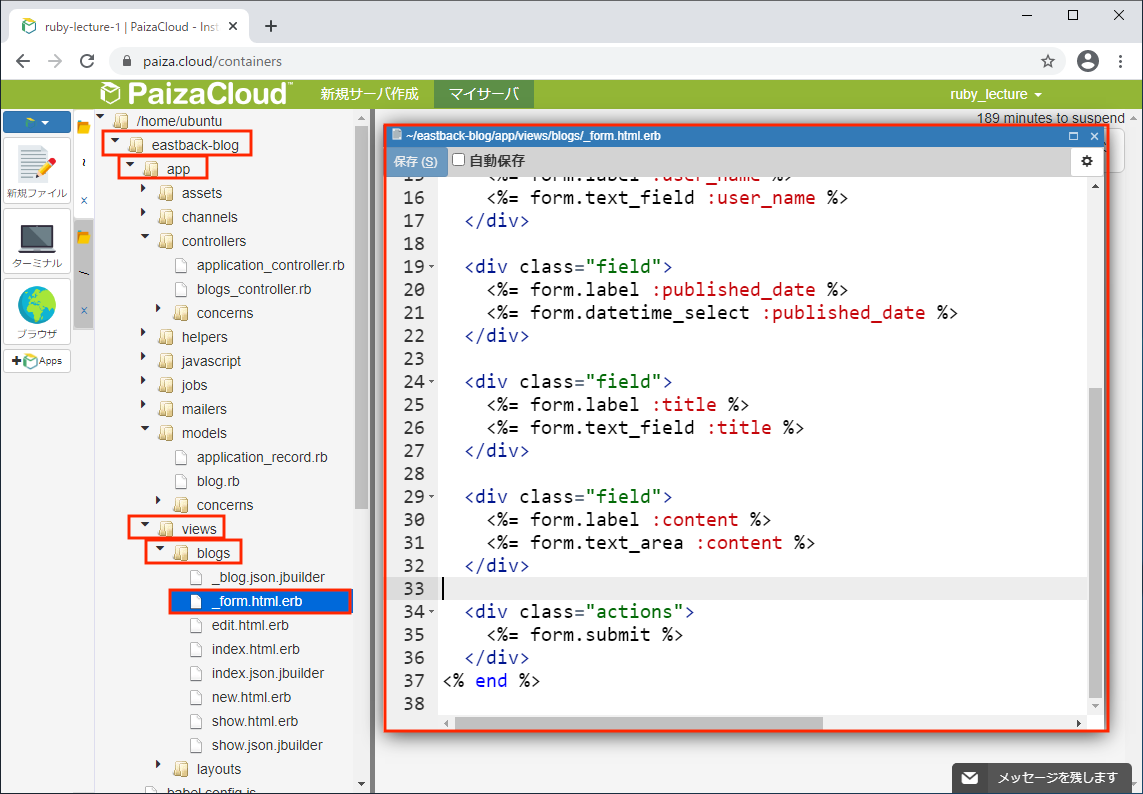 ruby-lecture-1 | PaizaCloud - Inst
paiza.cloud/containers
PaizaCloud
新規サーバ作成
マイサーバ
ruby_lecture
新規ファイル
ターミナル
ブラウザ
Apps
/home/ubuntu
eastback-blog
app
assets
channels
controllers
application_controller.rb
blogs_controller.rb
concerns
helpers
javascript
jobs
mailers
models
application_record.rb
blog.rb
concerns
views
blogs
_blog.json.jbuilder
_form.html.erb
edit.html.erb
index.html.erb
index.json.jbuilder
new.html.erb
show.html.erb
show.json.jbuilder
layouts
babel.config.js
189 minutes to suspend
~/eastback-blog/app/views/blogs/_form.html.erb
保存 (S)
自動保存
15 <%= form.label :user_name %>
16 <%= form.text_field :user_name %>
17 </div>
18
19 <div class="field">
20 <%= form.label :published_date %>
21 <%= form.datetime_select :published_date %>
22 </div>
23
24 <div class="field">
25 <%= form.label :title %>
26 <%= form.text_field :title %>
27 </div>
28
29 <div class="field">
30 <%= form.label :content %>
31 <%= form.text_area :content %>
32 </div>
33
34 <div class="actions">
35 <%= form.submit %>
36 </div>
37 <% end %>
38
メッセージを残します